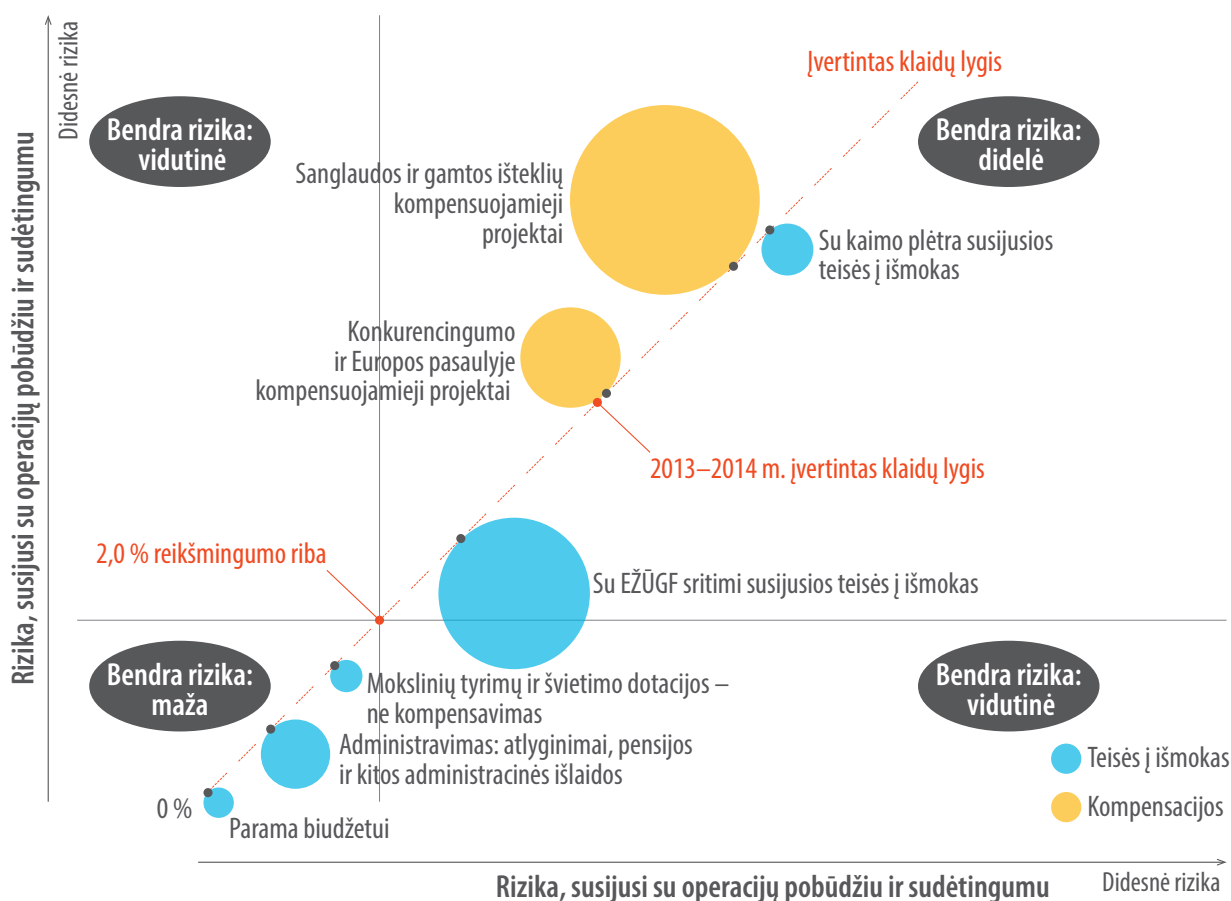 Rizika, susijusi su operacijų pobūdžiu ir sudėtingumu
Didesnė rizika
Įvertintas klaidų lygis
Bendra rizika:
vidutinė
Bendra rizika:
didelė
Sanglaudos ir gamtos išteklių
kompensuojamieji
projektai
Su kaimo plėtra susijusios
teisės į išmokas
Konkurencingumo
ir Europos pasaulyje
kompensuojamieji projektai
2013–2014 m. įvertintas klaidų lygis
2,0 % reikšmingumo riba
Su EŽŪGF sritimi susijusios teisės į išmokas
Bendra rizika:
maža
Bendra rizika:
vidutinė
Mokslinių tyrimų ir švietimo dotacijos –
ne kompensavimas
Administravimas: atlyginimai, pensijos
ir kitos administracinės išlaidos
Teisės į išmokas
Kompensacijos
0 %
Parama biudžetui
Rizika, susijusi su operacijų pobūdžiu ir sudėtingumu
Didesnė rizika